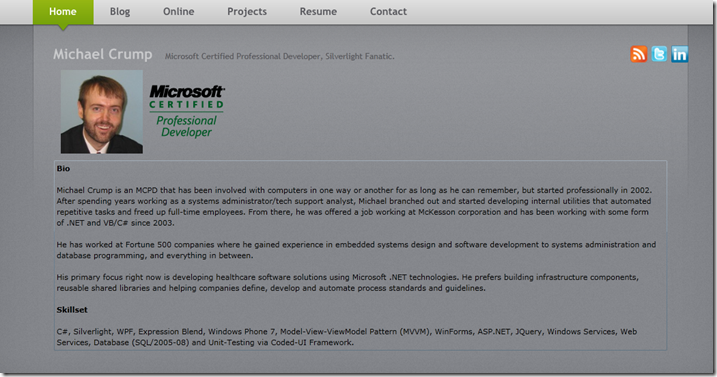 Home Blog Online Projects Resume Contact
Michael Crump Microsoft Certified Professional Developer, Silverlight Fanatic.
Microsoft
CERTIFIED
Professional
Developer
Bio
Michael Crump is an MCPD that has been involved with computers in one way or another for as long as he can remember, but started professionally in 2002.
After spending years working as a systems administrator/tech support analyst, Michael branched out and started developing internal utilities that automated
repetitive tasks and freed up full-time employees. From there, he was offered a job working at McKesson corporation and has been working with some form
of .NET and VB/C# since 2003.
He has worked at Fortune 500 companies where he gained experience in embedded systems design and software development to systems administration and
database programming, and everything in between.
His primary focus right now is developing healthcare software solutions using Microsoft .NET technologies. He prefers building infrastructure components,
reusable shared libraries and helping companies define, develop and automate process standards and guidelines.
Skillset
C#, Silverlight, WPF, Expression Blend, Windows Phone 7, Model-View-ViewModel Pattern (MVVM), WinForms, ASP.NET, JQuery, Windows Services, Web
Services, Database (SQL/2005-08) and Unit-Testing via Coded-UI Framework.